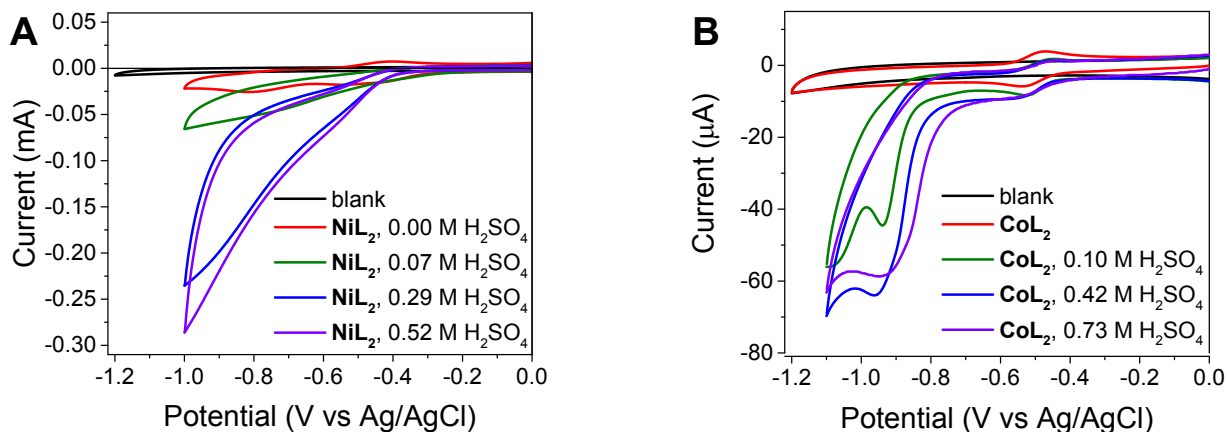 A
0.05
0.00
-0.05
-0.10
-0.15
-0.20
-0.25
-0.30
Current (mA)
blank
NiL₂, 0.00 M H₂SO₄
NiL₂, 0.07 M H₂SO₄
NiL₂, 0.29 M H₂SO₄
NiL₂, 0.52 M H₂SO₄
-1.2 -1.0 -0.8 -0.6 -0.4 -0.2 0.0
Potential (V vs Ag/AgCl)
B
0
-20
-40
-60
-80
Current (µA)
blank
CoL₂
CoL₂, 0.10 M H₂SO₄
CoL₂, 0.42 M H₂SO₄
CoL₂, 0.73 M H₂SO₄
-1.2 -1.0 -0.8 -0.6 -0.4 -0.2 0.0
Potential (V vs Ag/AgCl)